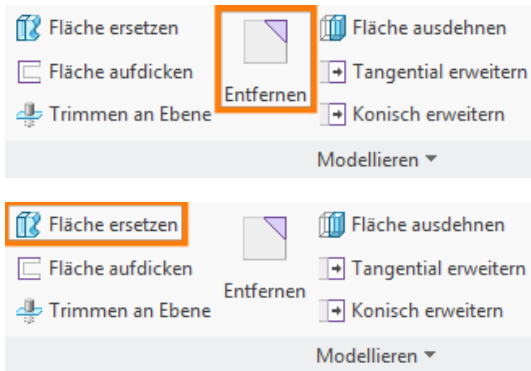 Fläche ersetzen
Fläche aufdicken
Trimmen an Ebene
Entfernen
Fläche ausdehnen
Tangential erweitern
Konisch erweitern
Modellieren
Fläche ersetzen
Fläche aufdicken
Trimmen an Ebene
Entfernen
Fläche ausdehnen
Tangential erweitern
Konisch erweitern
Modellieren